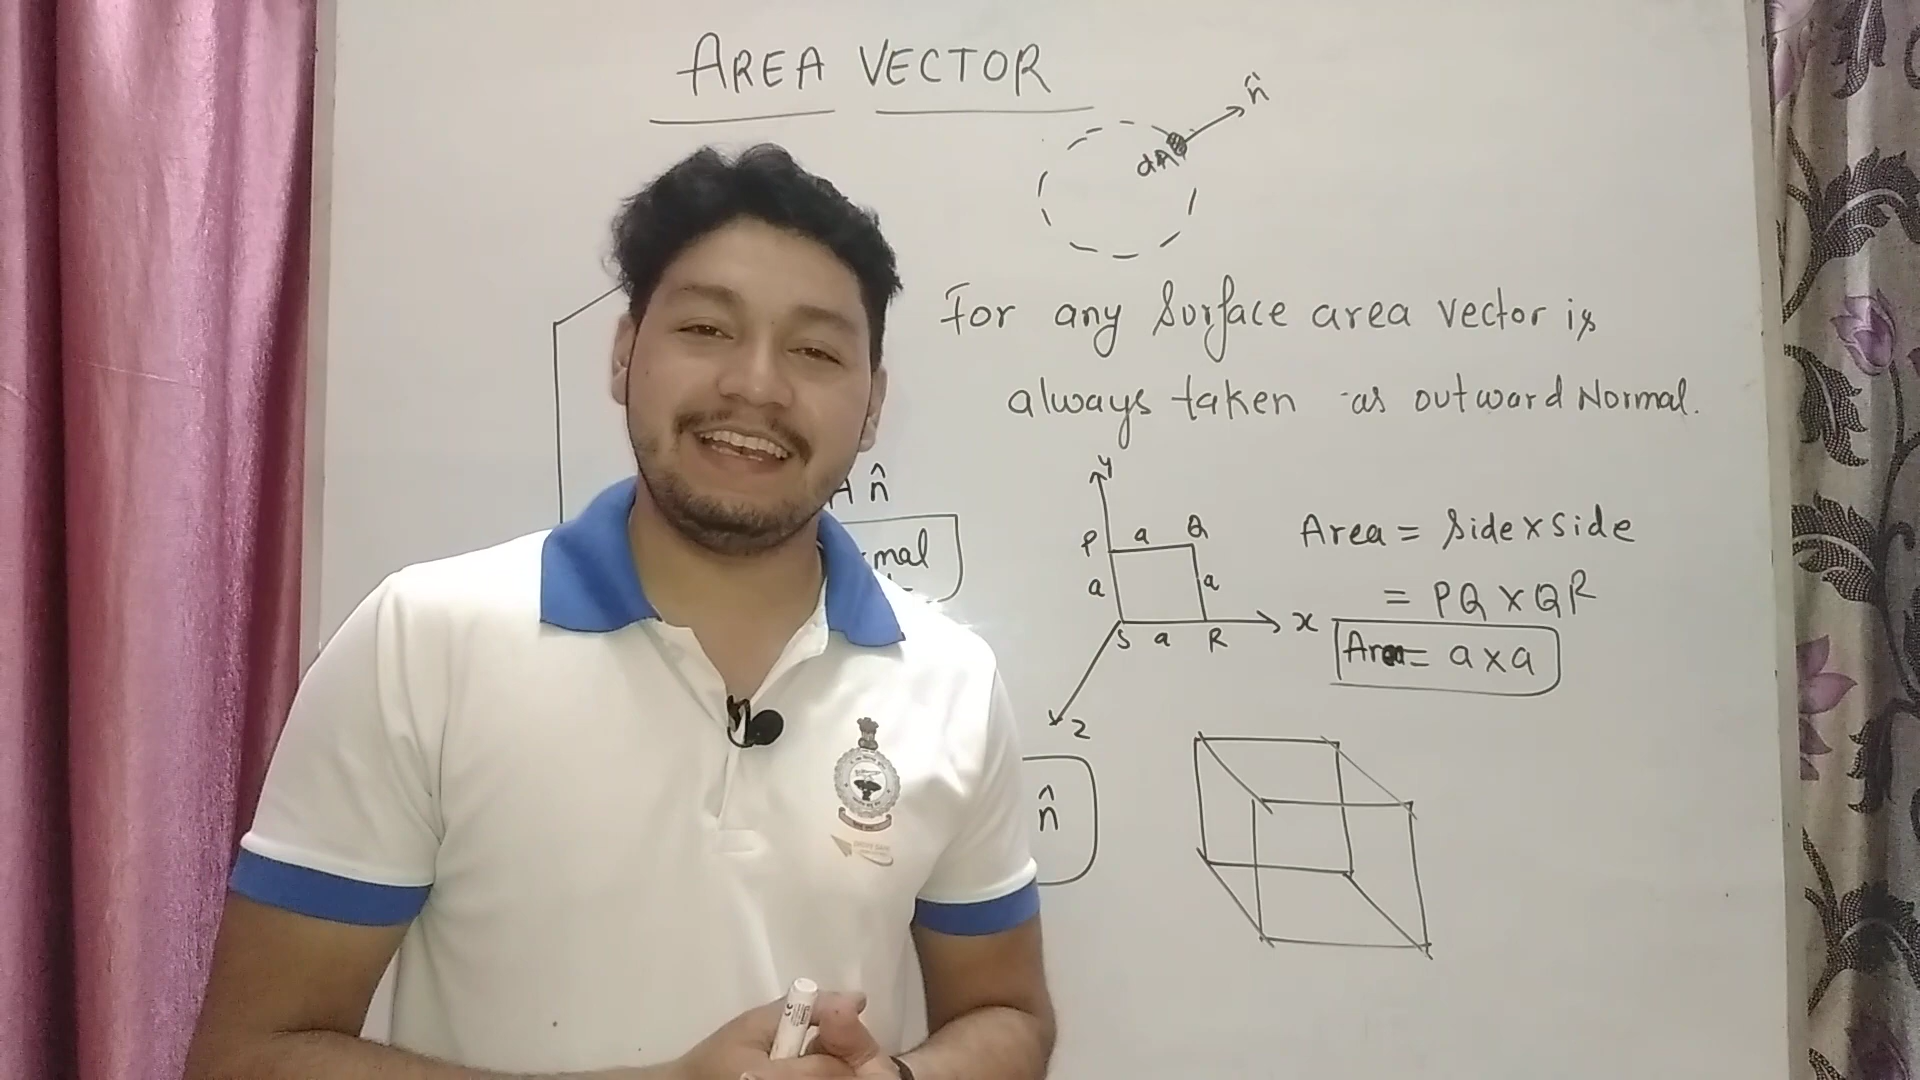 AREA VECTOR
n̂
dA
For any surface area vector is
always taken as outward Normal.
A n̂
mal
y
P a Q
a a
S a R
x
z
Area = side x side
= PQ x QR
Area = a x a
n̂